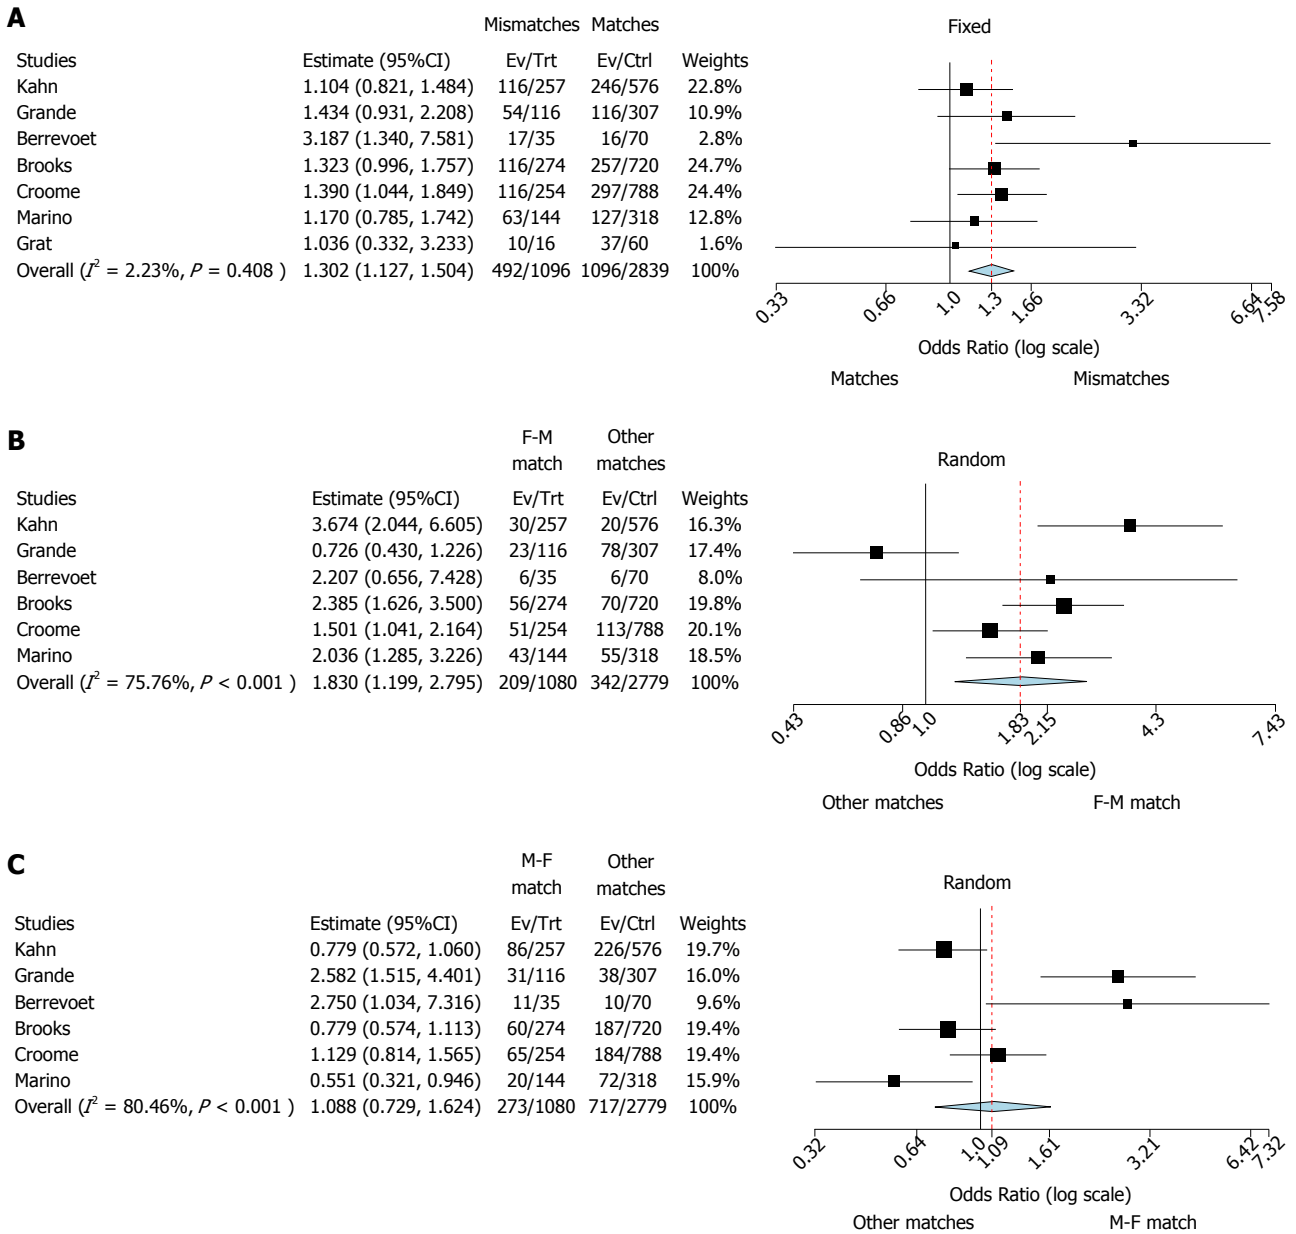 A
Mismatches Matches
Fixed
Studies Estimate (95%CI) Ev/Trt Ev/Ctrl Weights
Kahn 1.104 (0.821, 1.484) 116/257 246/576 22.8%
Grande 1.434 (0.931, 2.208) 54/116 116/307 10.9%
Berrevoet 3.187 (1.340, 7.581) 17/35 16/70 2.8%
Brooks 1.323 (0.996, 1.757) 116/274 257/720 24.7%
Croome 1.390 (1.044, 1.849) 116/254 297/788 24.4%
Marino 1.170 (0.785, 1.742) 63/144 127/318 12.8%
Grat 1.036 (0.332, 3.233) 10/16 37/60 1.6%
Overall (I² = 2.23%, P = 0.408 ) 1.302 (1.127, 1.504) 492/1096 1096/2839 100%
0.33 0.66 1.0 1.3 1.66 3.32 6.64 7.58
Odds Ratio (log scale)
Matches Mismatches
B
F-M Other
match matches
Random
Studies Estimate (95%CI) Ev/Trt Ev/Ctrl Weights
Kahn 3.674 (2.044, 6.605) 30/257 20/576 16.3%
Grande 0.726 (0.430, 1.226) 23/116 78/307 17.4%
Berrevoet 2.207 (0.656, 7.428) 6/35 6/70 8.0%
Brooks 2.385 (1.626, 3.500) 56/274 70/720 19.8%
Croome 1.501 (1.041, 2.164) 51/254 113/788 20.1%
Marino 2.036 (1.285, 3.226) 43/144 55/318 18.5%
Overall (I² = 75.76%, P < 0.001 ) 1.830 (1.199, 2.795) 209/1080 342/2779 100%
0.43 0.86 1.0 1.83 2.15 4.3 7.43
Odds Ratio (log scale)
Other matches F-M match
C
M-F Other
match matches
Random
Studies Estimate (95%CI) Ev/Trt Ev/Ctrl Weights
Kahn 0.779 (0.572, 1.060) 86/257 226/576 19.7%
Grande 2.582 (1.515, 4.401) 31/116 38/307 16.0%
Berrevoet 2.750 (1.034, 7.316) 11/35 10/70 9.6%
Brooks 0.779 (0.574, 1.113) 60/274 187/720 19.4%
Croome 1.129 (0.814, 1.565) 65/254 184/788 19.4%
Marino 0.551 (0.321, 0.946) 20/144 72/318 15.9%
Overall (I² = 80.46%, P < 0.001 ) 1.088 (0.729, 1.624) 273/1080 717/2779 100%
0.32 0.64 1.0 1.09 1.61 3.21 6.42 7.32
Odds Ratio (log scale)
Other matches M-F match